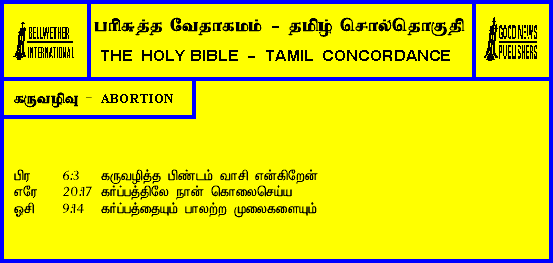 BELLWETHER
INTERNATIONAL
பரிசுத்த வேதாகமம் - தமிழ் சொல்தொகுதி
THE HOLY BIBLE - TAMIL CONCORDANCE
GOOD NEWS
PUBLISHERS
கருவழிவு - ABORTION
பிர 6:3 கருவழித்த பிண்டம் வாசி என்கிறேன்
எரே 20:17 கர்ப்பத்திலே நான் கொலைசெய்ய
ஓசி 9:14 கர்ப்பத்தையும் பாலற்ற முலைகளையும்